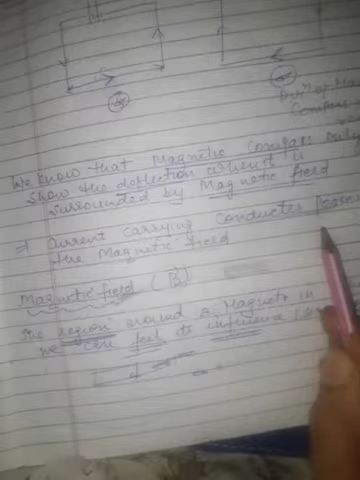 We know that Magnetic Compass only
show the deflection when it is
surrounded by Magnetic field
⇒ Current carrying Conductor
the Magnetic field
Magnetic field (B)
The region around a Magnet in
we can feel its influence